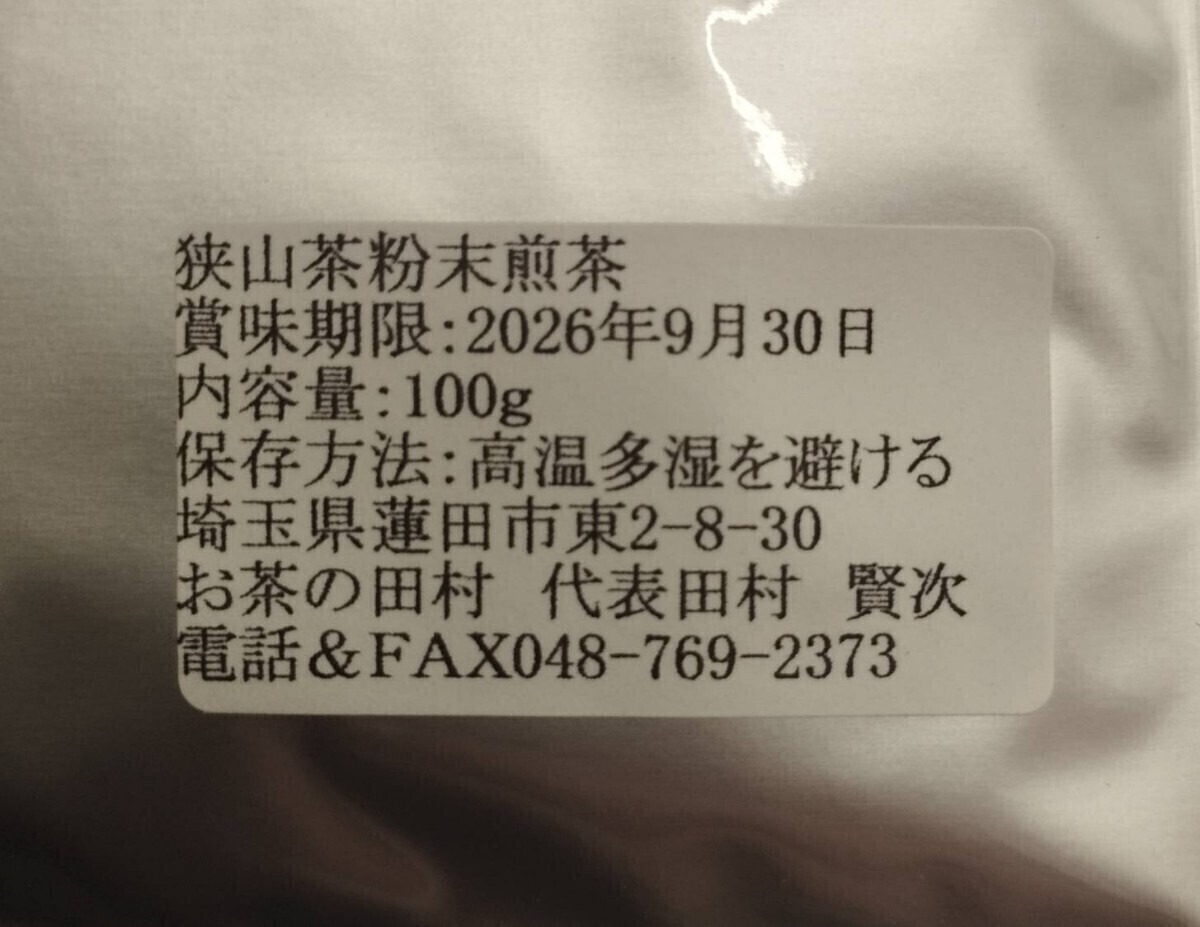 狭山茶粉末煎茶
賞味期限:2026年9月30日
内容量:100g
保存方法:高温多湿を避ける
埼玉県蓮田市東2-8-30
お茶の田村 代表田村 賢次
電話&FAX048-769-2373